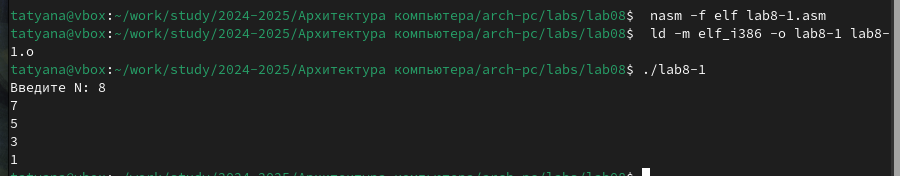 tatyana@vbox:~/work/study/2024-2025/Архитектура компьютера/arch-pc/labs/lab08$  nasm -f elf lab8-1.asm
tatyana@vbox:~/work/study/2024-2025/Архитектура компьютера/arch-pc/labs/lab08$  ld -m elf_i386 -o lab8-1 lab8-
1.o
tatyana@vbox:~/work/study/2024-2025/Архитектура компьютера/arch-pc/labs/lab08$ ./lab8-1
Введите N: 8
7
5
3
1
tatyana@vbox:~/work/study/2024-2025/Архитектура компьютера/arch-pc/labs/lab08$